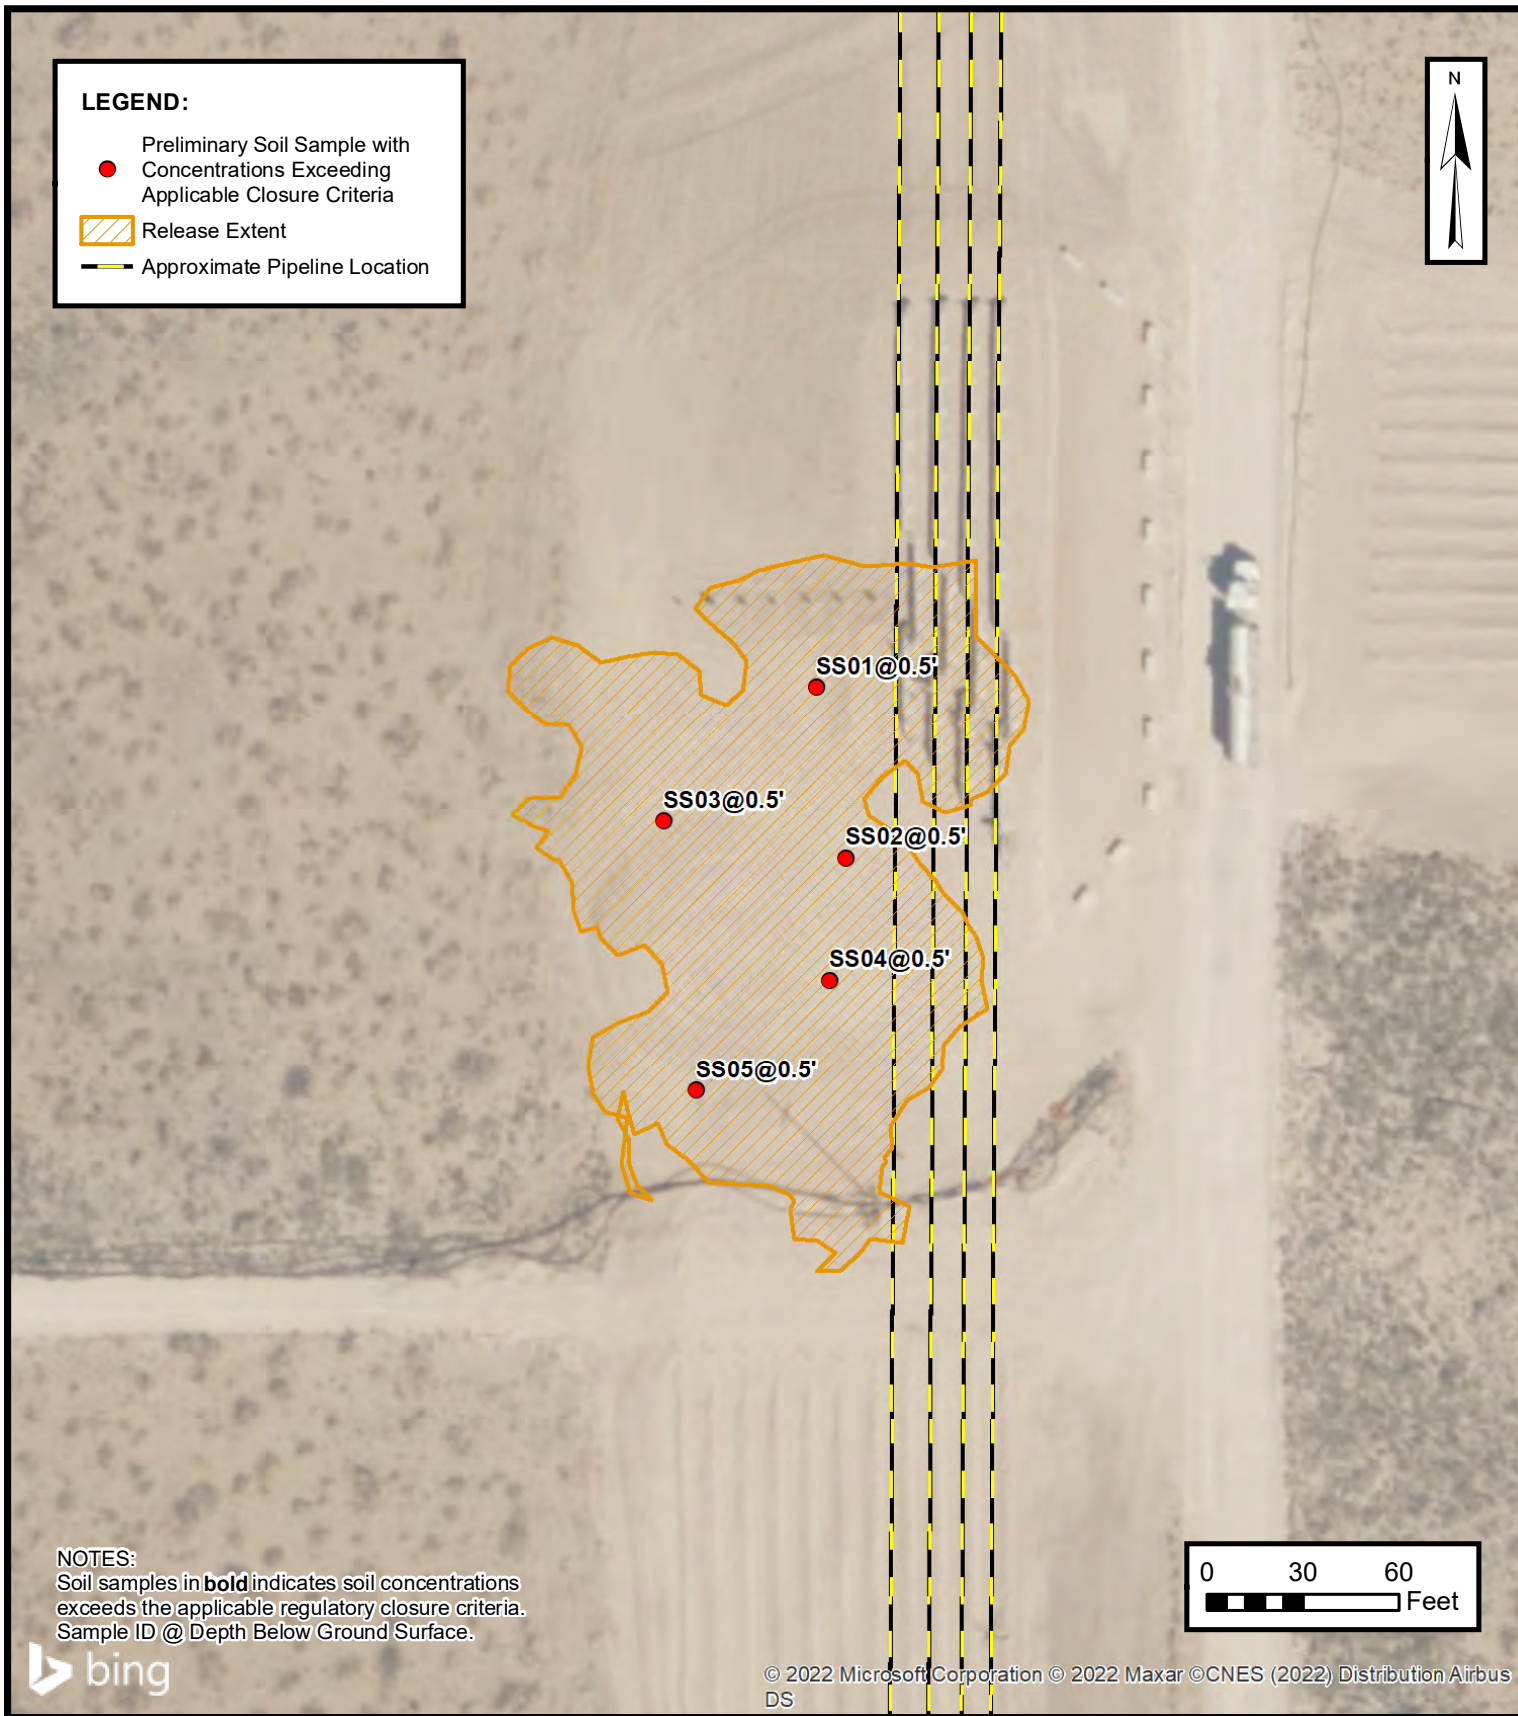 LEGEND:
Preliminary Soil Sample with
Concentrations Exceeding
Applicable Closure Criteria
Release Extent
Approximate Pipeline Location
N
SS01@0.5'
SS03@0.5'
SS02@0.5'
SS04@0.5'
SS05@0.5'
NOTES:
Soil samples in bold indicates soil concentrations
exceeds the applicable regulatory closure criteria.
Sample ID @ Depth Below Ground Surface.
bing
0 30 60
Feet
© 2022 Microsoft Corporation © 2022 Maxar ©CNES (2022) Distribution Airbus
DS